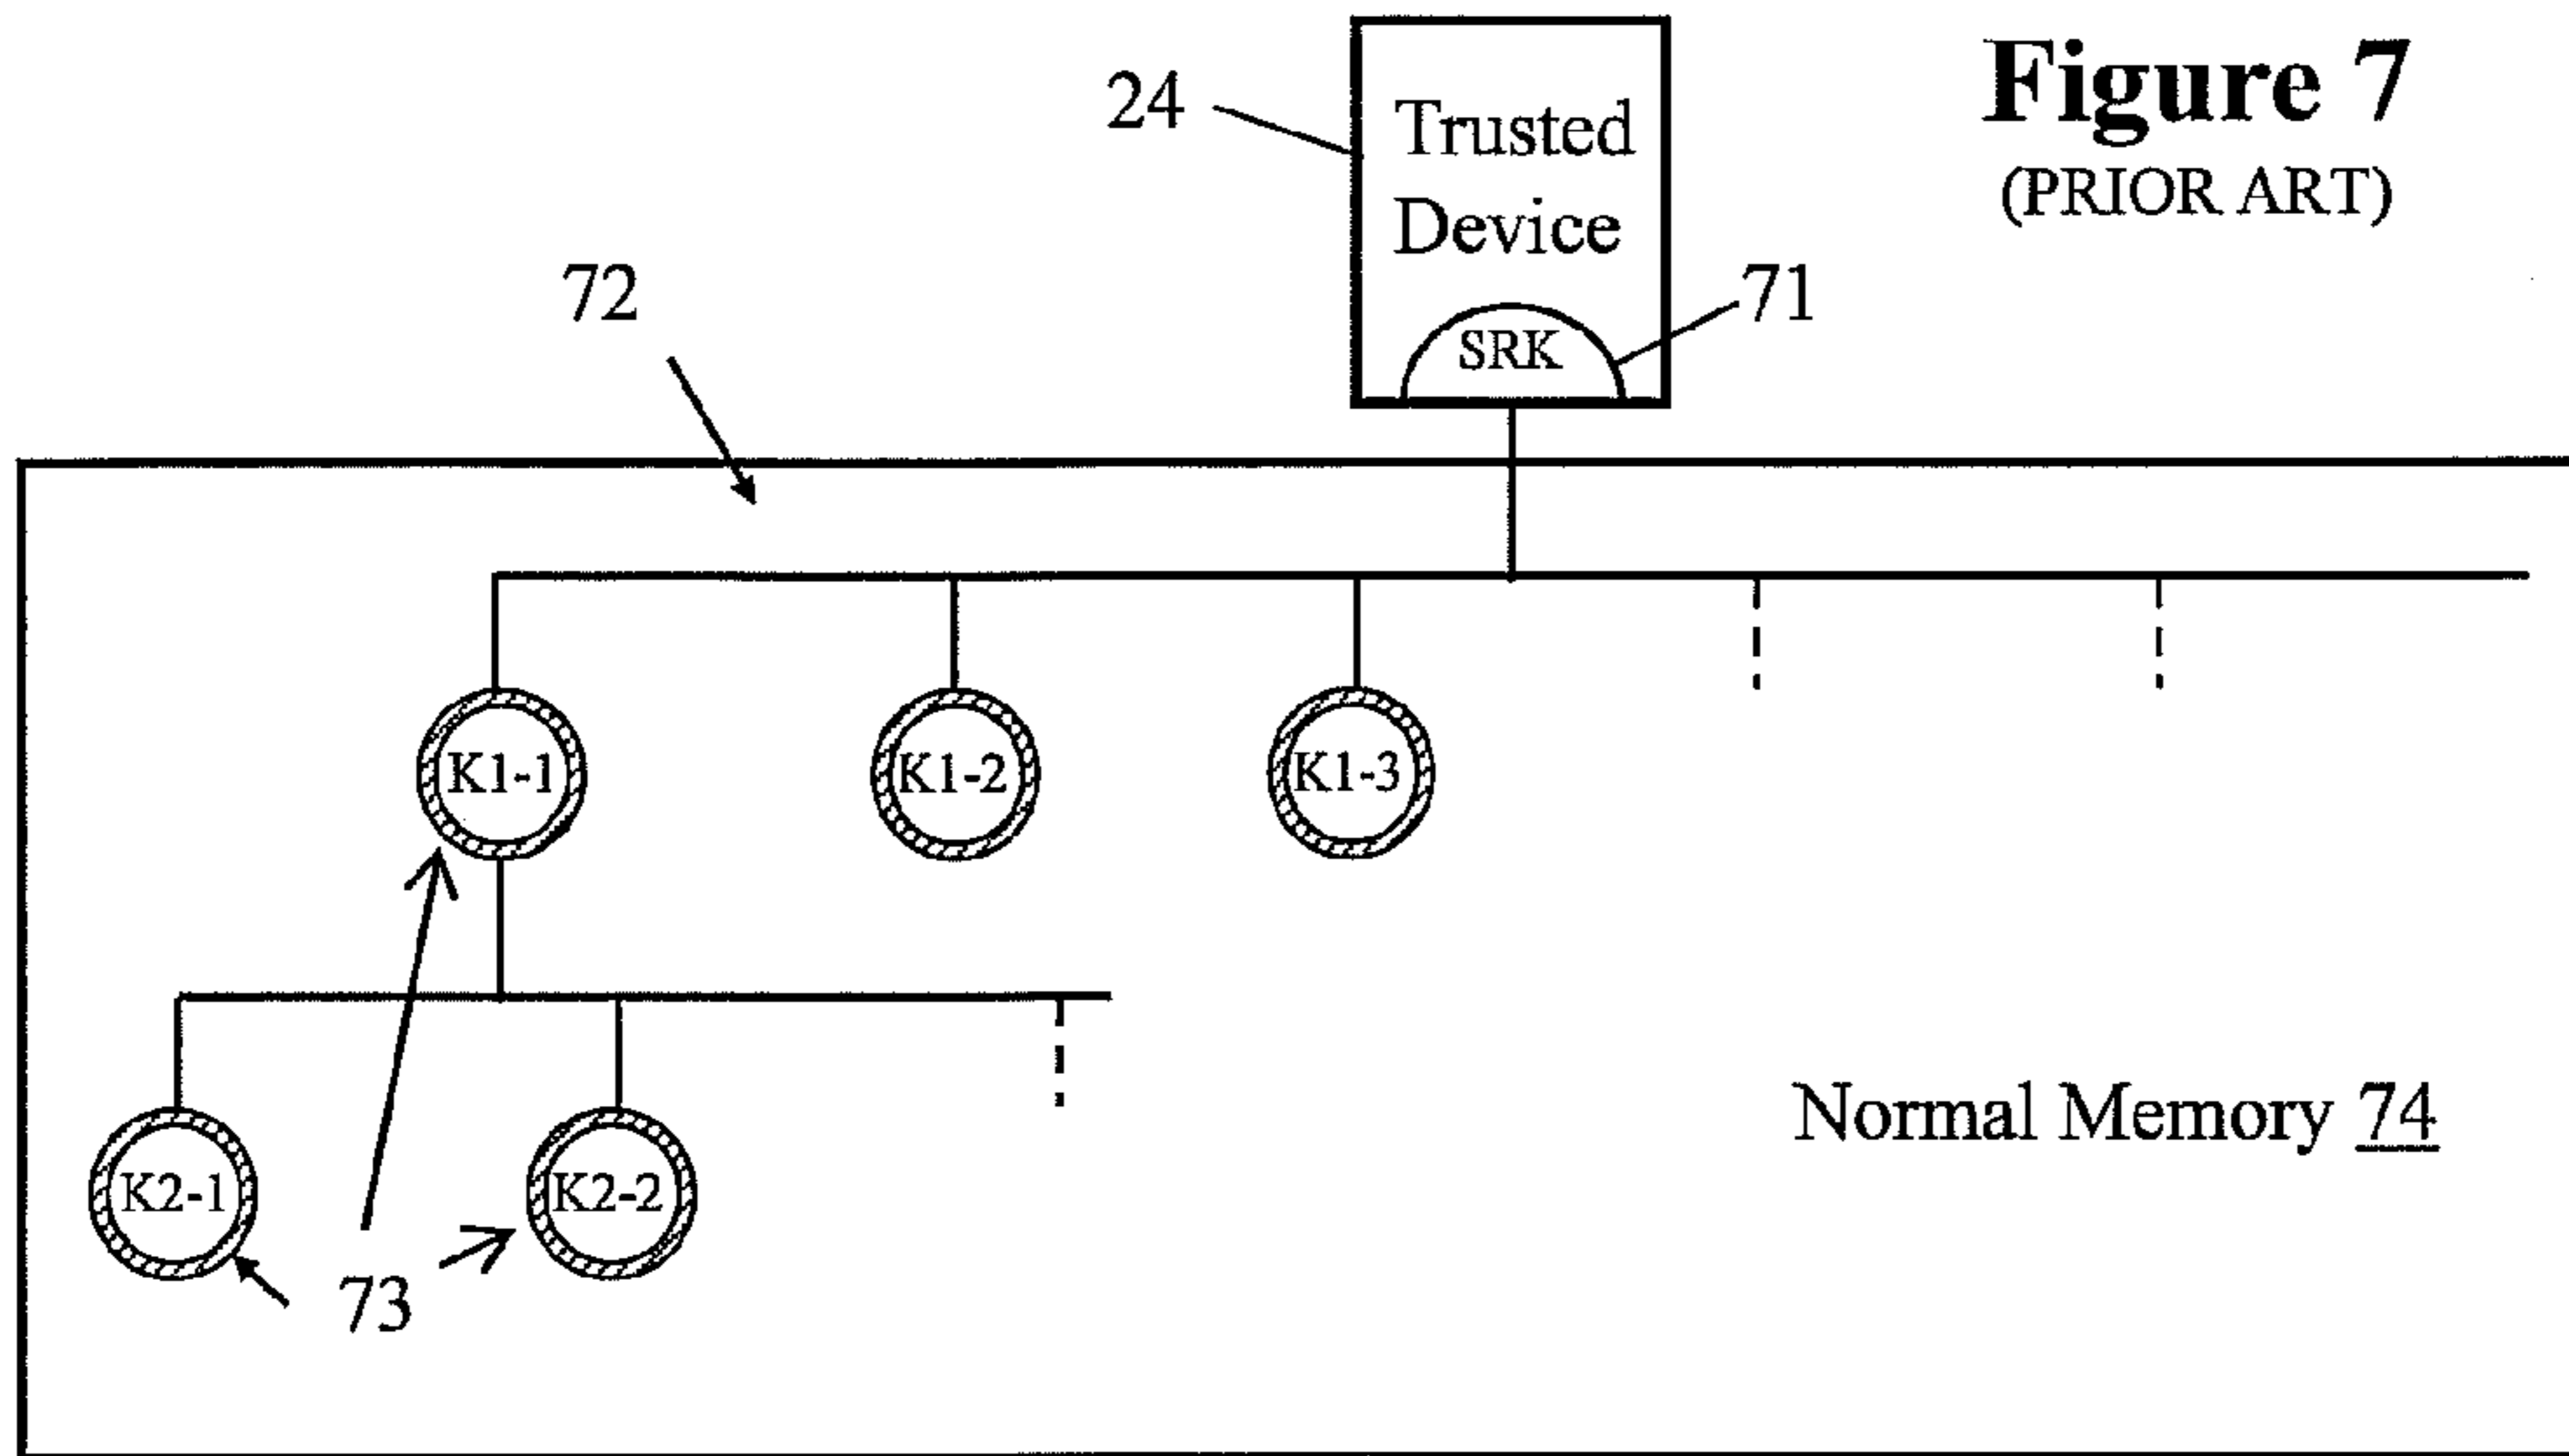 Figure 7
(PRIOR ART)
24
Trusted
Device
71
SRK
72
K1-1
K1-2
K1-3
K2-1
K2-2
73
Normal Memory 74